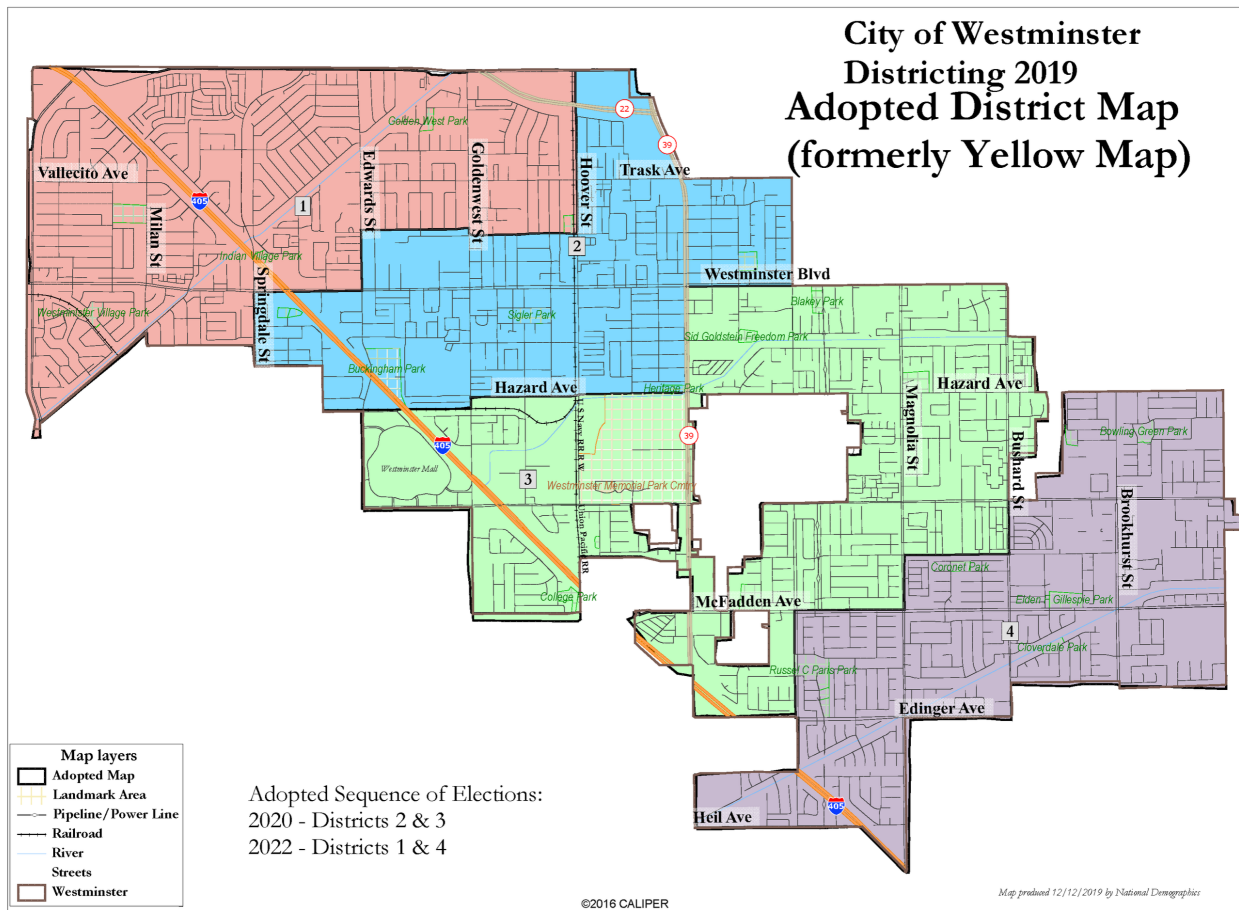 City of Westminster
Districting 2019
Adopted District Map
(formerly Yellow Map)
22
39
Golden West Park
Vallecito Ave
Edwards St
Goldenwest St
Hoover St
Trask Ave
405
Milan St
1
2
Indian Village Park
Springdale St
Westminster Blvd
Westminster Village Park
Sigler Park
Blakey Park
Sid Goldstein Freedom Park
Buckingham Park
Hazard Ave
Heritage Park
Magnolia St
Hazard Ave
U S Navy RR R W
39
405
Westminster Mall
3
Bushard St
Bowling Green Park
Westminster Memorial Park Cmtry
Brookhurst St
Union Pacific RR
Coronet Park
College Park
McFadden Ave
Elden F Gillespie Park
4
Cloverdale Park
Russel C Paris Park
Edinger Ave
405
Heil Ave
Map layers
Adopted Map
Landmark Area
Pipeline/Power Line
Railroad
River
Streets
Westminster
Adopted Sequence of Elections:
2020 - Districts 2 & 3
2022 - Districts 1 & 4
Map produced 12/12/2019 by National Demographics
©2016 CALIPER